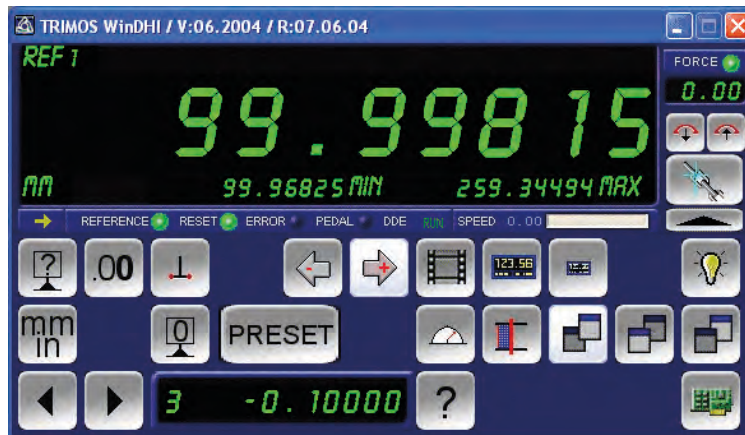 TRIMOS WinDHI / V:06.2004 / R:07.06.04
REF 1
FORCE
0.00
99.99815
MM 99.96825 MIN 259.34494 MAX
REFERENCE RESET ERROR PEDAL DDE RUN SPEED 0.00
? .00 123.56
mm
in
0 PRESET
3 -0.10000 ?